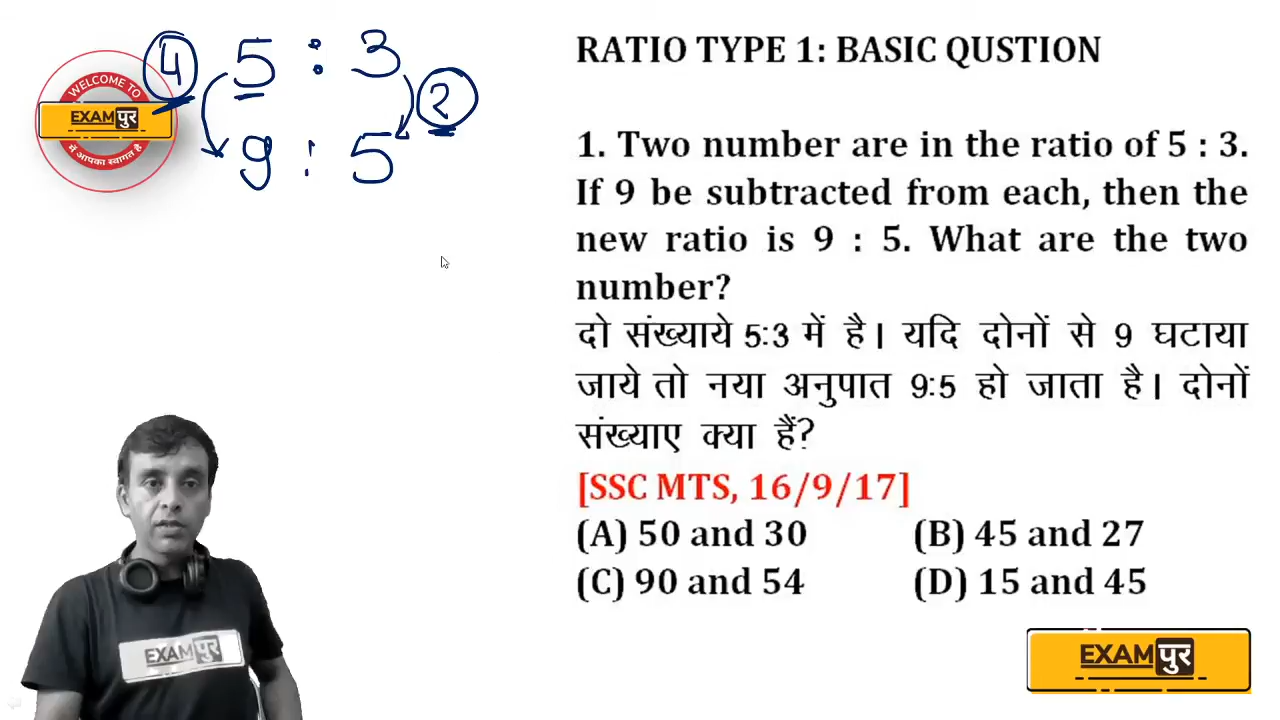 4 5 : 3
2
9 : 5
WELCOME TO
EXAMपुर
में आपका स्वागत है
RATIO TYPE 1: BASIC QUSTION
1. Two number are in the ratio of 5 : 3.
If 9 be subtracted from each, then the
new ratio is 9 : 5. What are the two
number?
दो संख्याये 5:3 में है। यदि दोनों से 9 घटाया
जाये तो नया अनुपात 9:5 हो जाता है। दोनों
संख्याए क्या हैं?
[SSC MTS, 16/9/17]
(A) 50 and 30 (B) 45 and 27
(C) 90 and 54 (D) 15 and 45
EXAMपुर
EXAMपुर